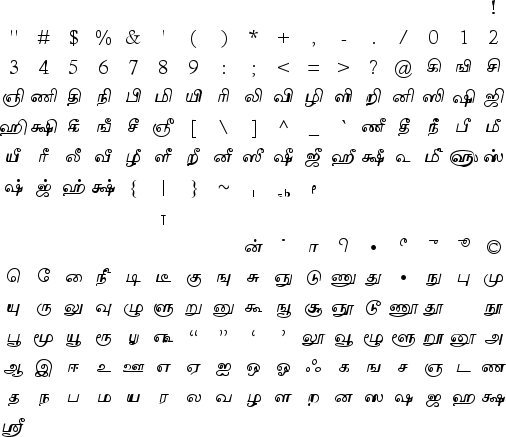 !
" # $ % & ' ( ) * + , - . / 0 1 2
3 4 5 6 7 8 9 : ; < = > ? @ கி ஙி சி
ஞி ணி தி நி பி மி யி ரி லி வி ழி ளி றி னி ஸி ஷி ஜி
ஹி க்ஷி கீ ஙீ சீ ஞீ [ \ ] ^ _ ` ணீ தீ நீ பீ மீ
யீ ரீ லீ வீ ழீ ளீ றீ னீ ஸீ ஷீ ஜீ ஹீ க்ஷீ ஸ்
ஷ் ஜ் ஹ் க்ஷ் { | } ~
ன் ா ி • ீ ு ூ ©
ெ ே ை டி டீ கு ஙு சு ஞு டு ணு து • நு பு மு
யு ரு லு வு ழு ளு று னு கூ ஙூ சூ ஞூ டூ ணூ தூ நூ
பூ மூ யூ ரூ “ ” ‘ ’ லூ வூ ழூ ளூ றூ னூ அ
ஆ இ ஈ உ ஊ எ ஏ ஐ ஒ ஓ ஃ க ங ச ஞ ட ண
த ந ப ம ய ர ல வ ழ ள ற ன ஸ ஷ ஜ ஹ க்ஷ
ஸ்ரீ